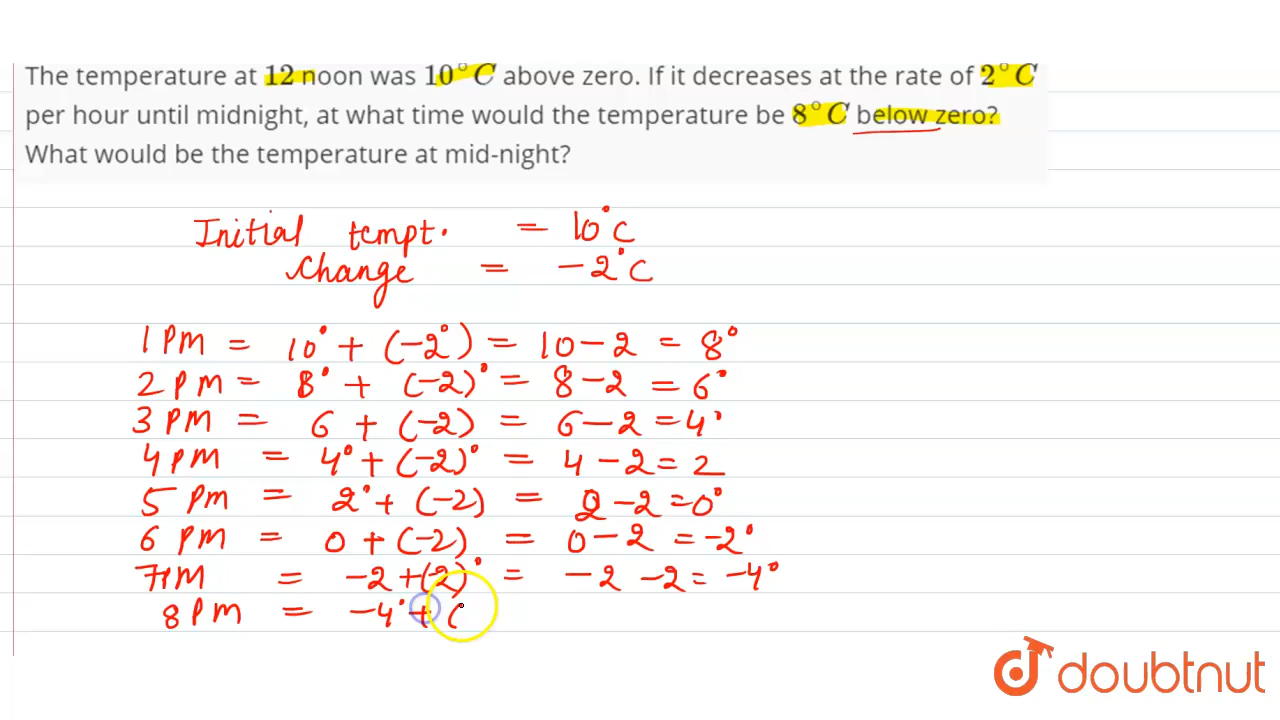 The temperature at 12 noon was 10°C above zero. If it decreases at the rate of 2°C
per hour until midnight, at what time would the temperature be 8°C below zero?
What would be the temperature at mid-night?
Initial tempt. = 10°C
Change = -2°C
1 PM = 10° + (-2°) = 10-2 = 8°
2 PM = 8° + (-2)° = 8-2 = 6°
3 PM = 6 + (-2) = 6-2 = 4°
4 PM = 4° + (-2)° = 4-2 = 2
5 PM = 2° + (-2) = 2-2 = 0°
6 PM = 0 + (-2) = 0-2 = -2°
7PM = -2 + (-2)° = -2 -2 = -4°
8 PM = -4° + (
doubtnut